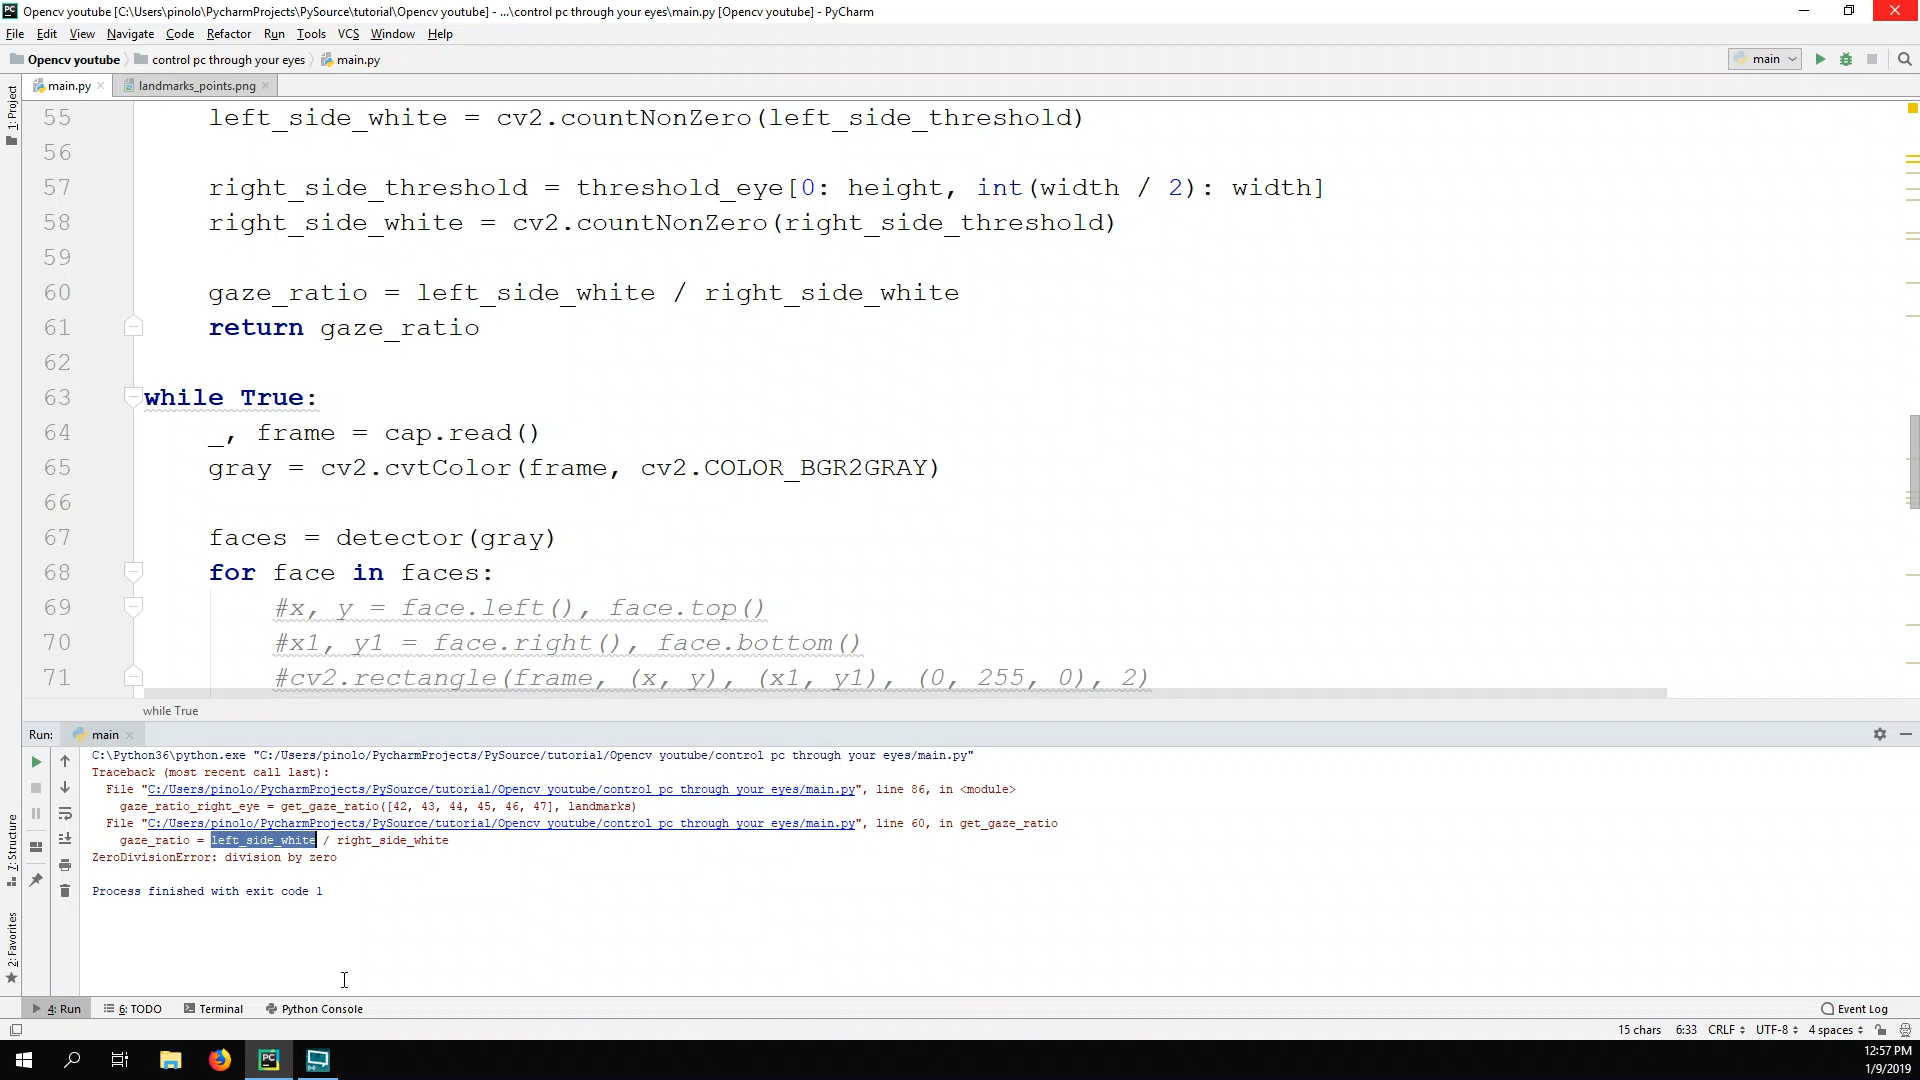 Opencv youtube [C:\Users\pinolo\PycharmProjects\PySource\tutorial\Opencv youtube] - ...\control pc through your eyes\main.py [Opencv youtube] - PyCharm
File Edit View Navigate Code Refactor Run Tools VCS Window Help
Opencv youtube control pc through your eyes main.py main
main.py landmarks_points.png
1: Project
55 left_side_white = cv2.countNonZero(left_side_threshold)
56
57 right_side_threshold = threshold_eye[0: height, int(width / 2): width]
58 right_side_white = cv2.countNonZero(right_side_threshold)
59
60 gaze_ratio = left_side_white / right_side_white
61 return gaze_ratio
62
63 while True:
64 _, frame = cap.read()
65 gray = cv2.cvtColor(frame, cv2.COLOR_BGR2GRAY)
66
67 faces = detector(gray)
68 for face in faces:
69 #x, y = face.left(), face.top()
70 #x1, y1 = face.right(), face.bottom()
71 #cv2.rectangle(frame, (x, y), (x1, y1), (0, 255, 0), 2)
while True
Run: main
C:\Python36\python.exe "C:/Users/pinolo/PycharmProjects/PySource/tutorial/Opencv youtube/control pc through your eyes/main.py"
Traceback (most recent call last):
File "C:/Users/pinolo/PycharmProjects/PySource/tutorial/Opencv youtube/control pc through your eyes/main.py", line 86, in <module>
gaze_ratio_right_eye = get_gaze_ratio([42, 43, 44, 45, 46, 47], landmarks)
File "C:/Users/pinolo/PycharmProjects/PySource/tutorial/Opencv youtube/control pc through your eyes/main.py", line 60, in get_gaze_ratio
gaze_ratio = left_side_white / right_side_white
ZeroDivisionError: division by zero
Process finished with exit code 1
7: Structure
2: Favorites
4: Run 6: TODO Terminal Python Console Event Log
15 chars 6:33 CRLF UTF-8 4 spaces
PC
12:57 PM
1/9/2019